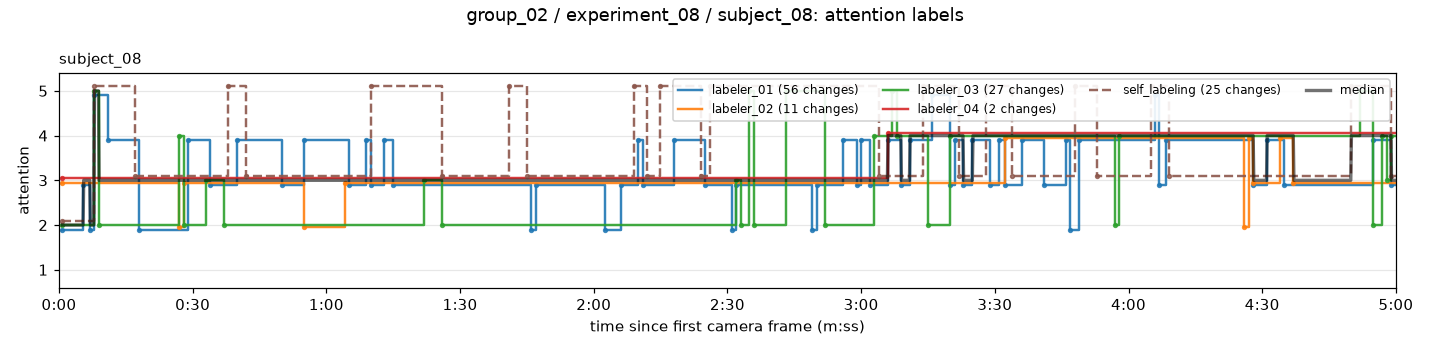 group_02 / experiment_08 / subject_08: attention labels
subject_08
labeler_01 (56 changes)
labeler_02 (11 changes)
labeler_03 (27 changes)
labeler_04 (2 changes)
self_labeling (25 changes)
median
attention
5
4
3
2
1
0:00
0:30
1:00
1:30
2:00
2:30
3:00
3:30
4:00
4:30
5:00
time since first camera frame (m:ss)